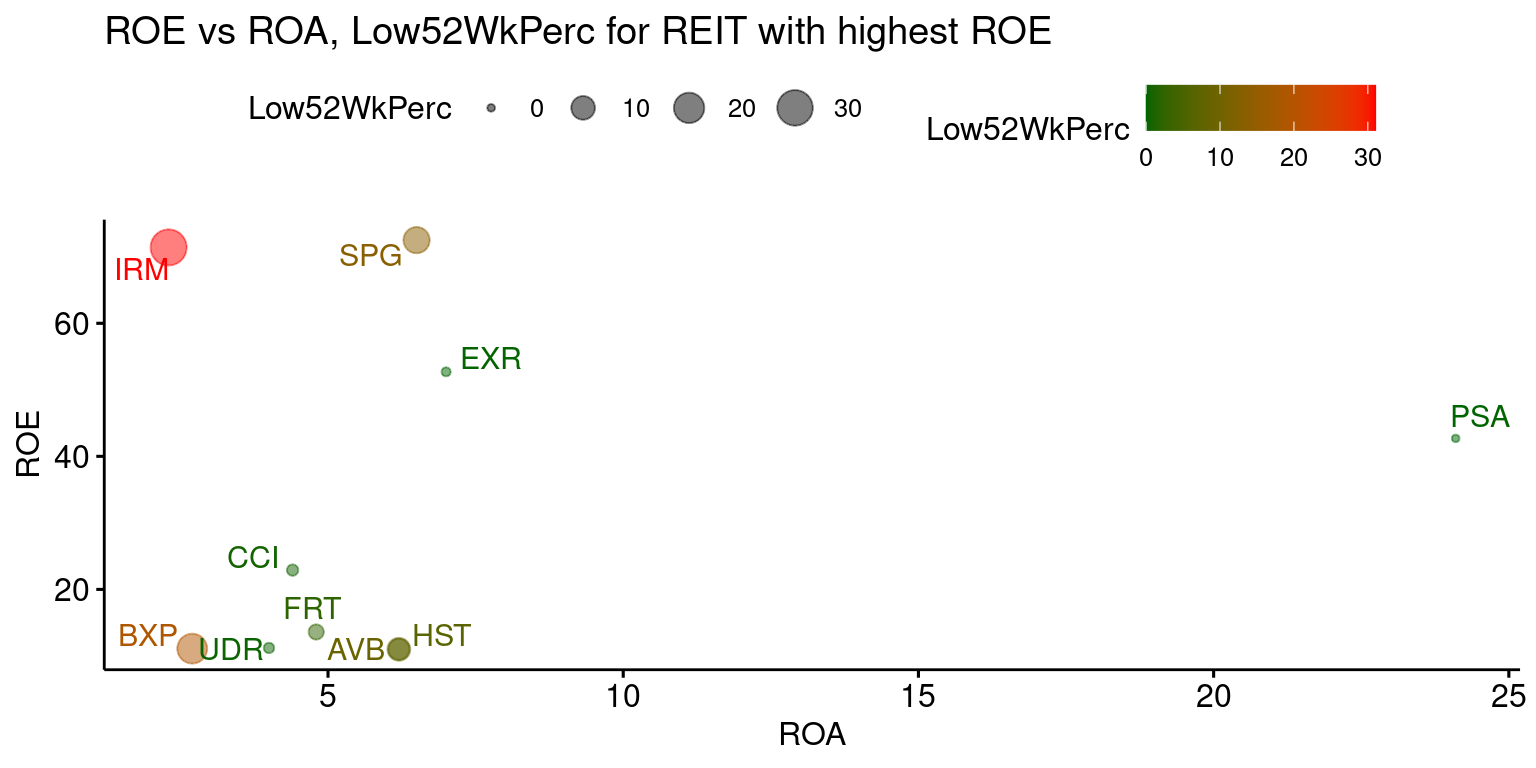 ROE vs ROA, Low52WkPerc for REIT with highest ROE
Low52WkPerc 0 10 20 30
Low52WkPerc
0 10 20 30
IRM
SPG
EXR
PSA
CCI
FRT
BXP
UDR
AVB
HST
60
40
20
ROE
5 10 15 20 25
ROA